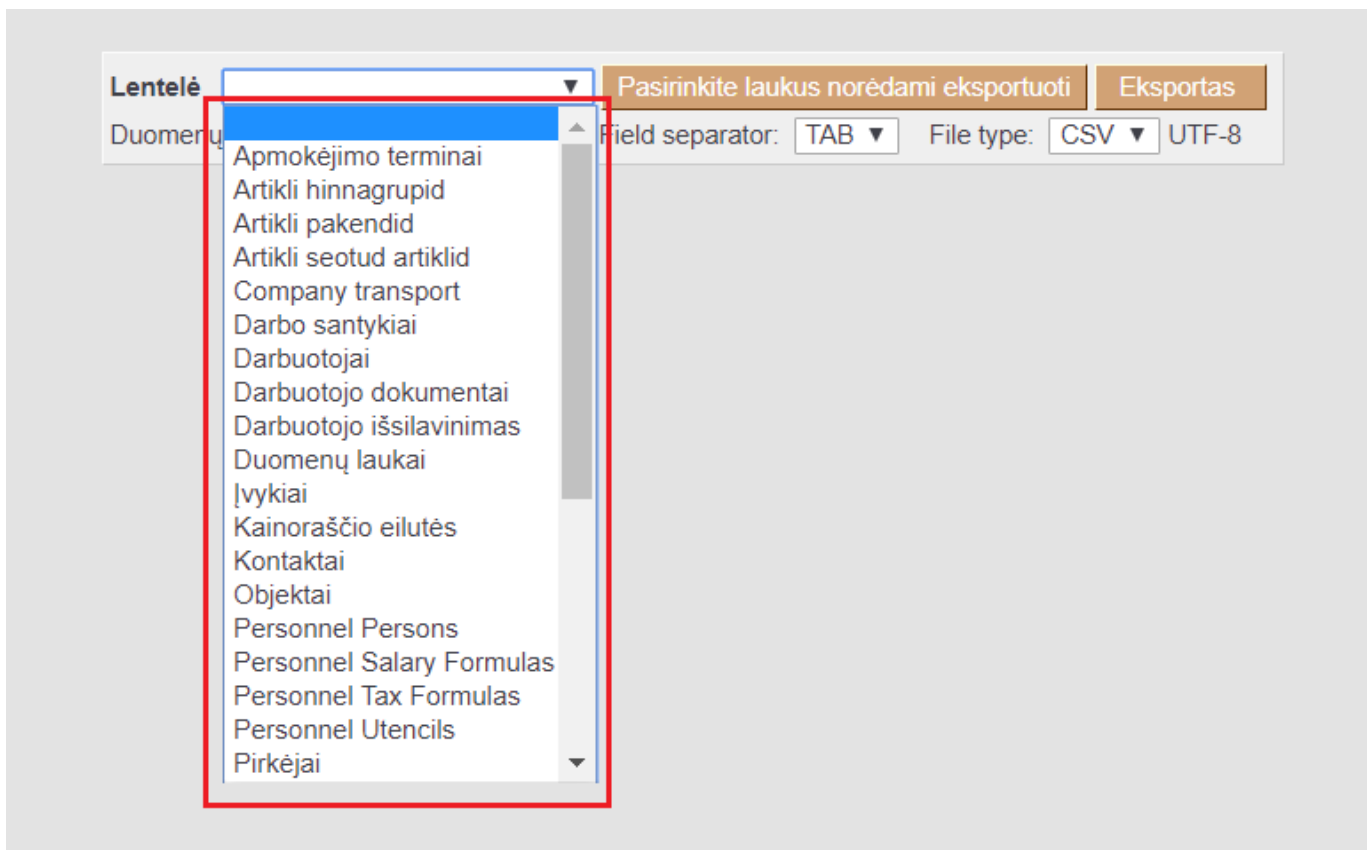 Lentelė Pasirinkite laukus norėdami eksportuoti Eksportas
Duomenų Field separator: TAB File type: CSV UTF-8
Apmokėjimo terminai
Artikli hinnagrupid
Artikli pakendid
Artikli seotud artiklid
Company transport
Darbo santykiai
Darbuotojai
Darbuotojo dokumentai
Darbuotojo išsilavinimas
Duomenų laukai
Įvykiai
Kainoraščio eilutės
Kontaktai
Objektai
Personnel Persons
Personnel Salary Formulas
Personnel Tax Formulas
Personnel Utencils
Pirkėjai